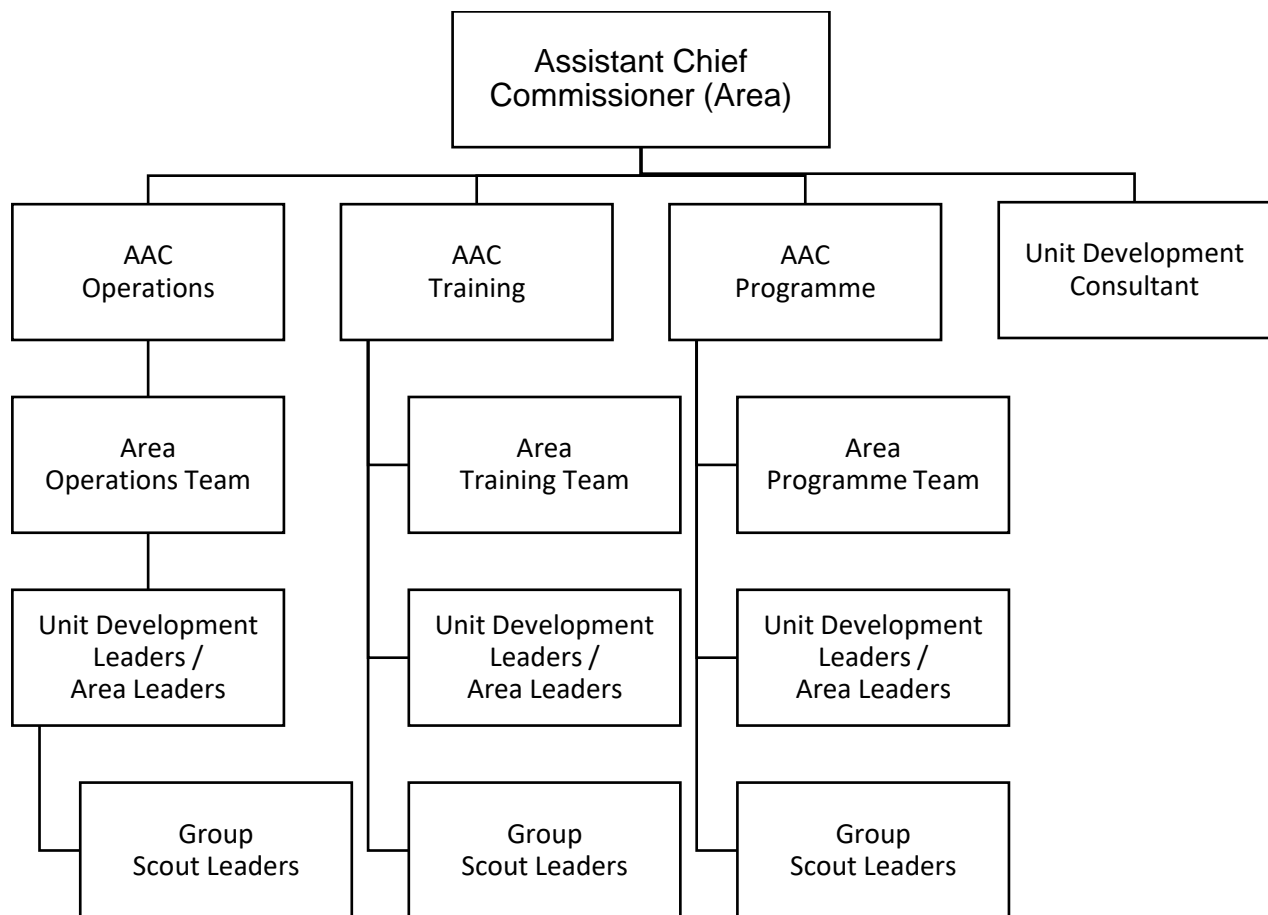 Assistant Chief
Commissioner (Area)
AAC
Operations
AAC
Training
AAC
Programme
Unit Development
Consultant
Area
Operations Team
Area
Training Team
Area
Programme Team
Unit Development
Leaders /
Area Leaders
Unit Development
Leaders /
Area Leaders
Unit Development
Leaders /
Area Leaders
Group
Scout Leaders
Group
Scout Leaders
Group
Scout Leaders